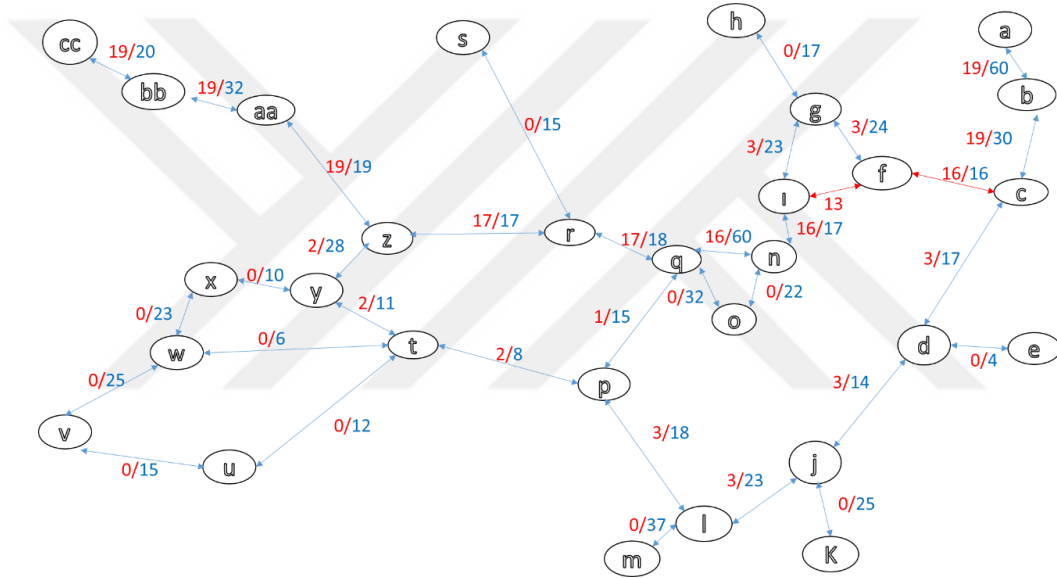 h
a
s
cc
0/17
19/20
19/60
bb
19/32
b
aa
g
0/15
3/24
19/30
3/23
f
16/16
19/19
ı
13
c
17/17
r
16/17
z
17/18
16/60
2/28
n
q
3/17
x
0/10
y
0/32
0/22
0/23
2/11
o
1/15
0/6
t
w
d
e
2/8
0/4
0/25
p
3/14
0/12
v
3/18
j
0/15
u
3/23
0/25
0/37
l
m
K